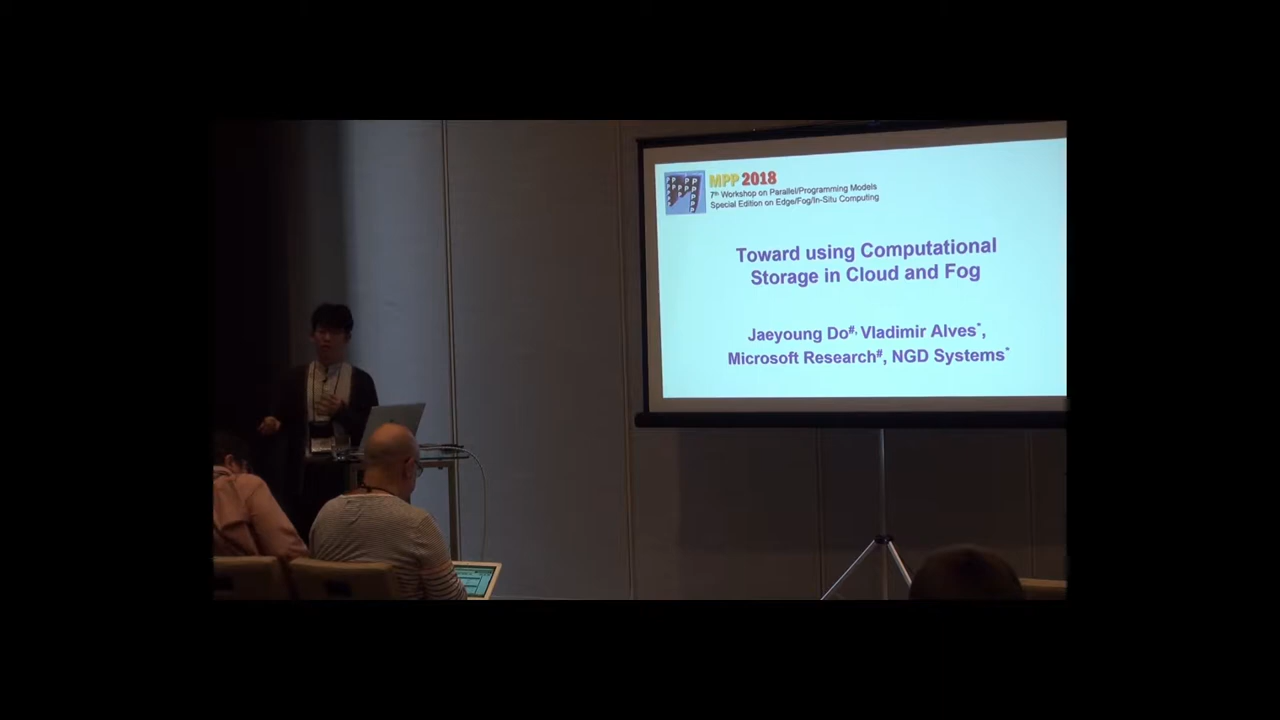 MPP 2018
7th Workshop on Parallel/Programming Models
Special Edition on Edge/Fog/In-Situ Computing
Toward using Computational
Storage in Cloud and Fog
Jaeyoung Do#, Vladimir Alves*,
Microsoft Research#, NGD Systems*